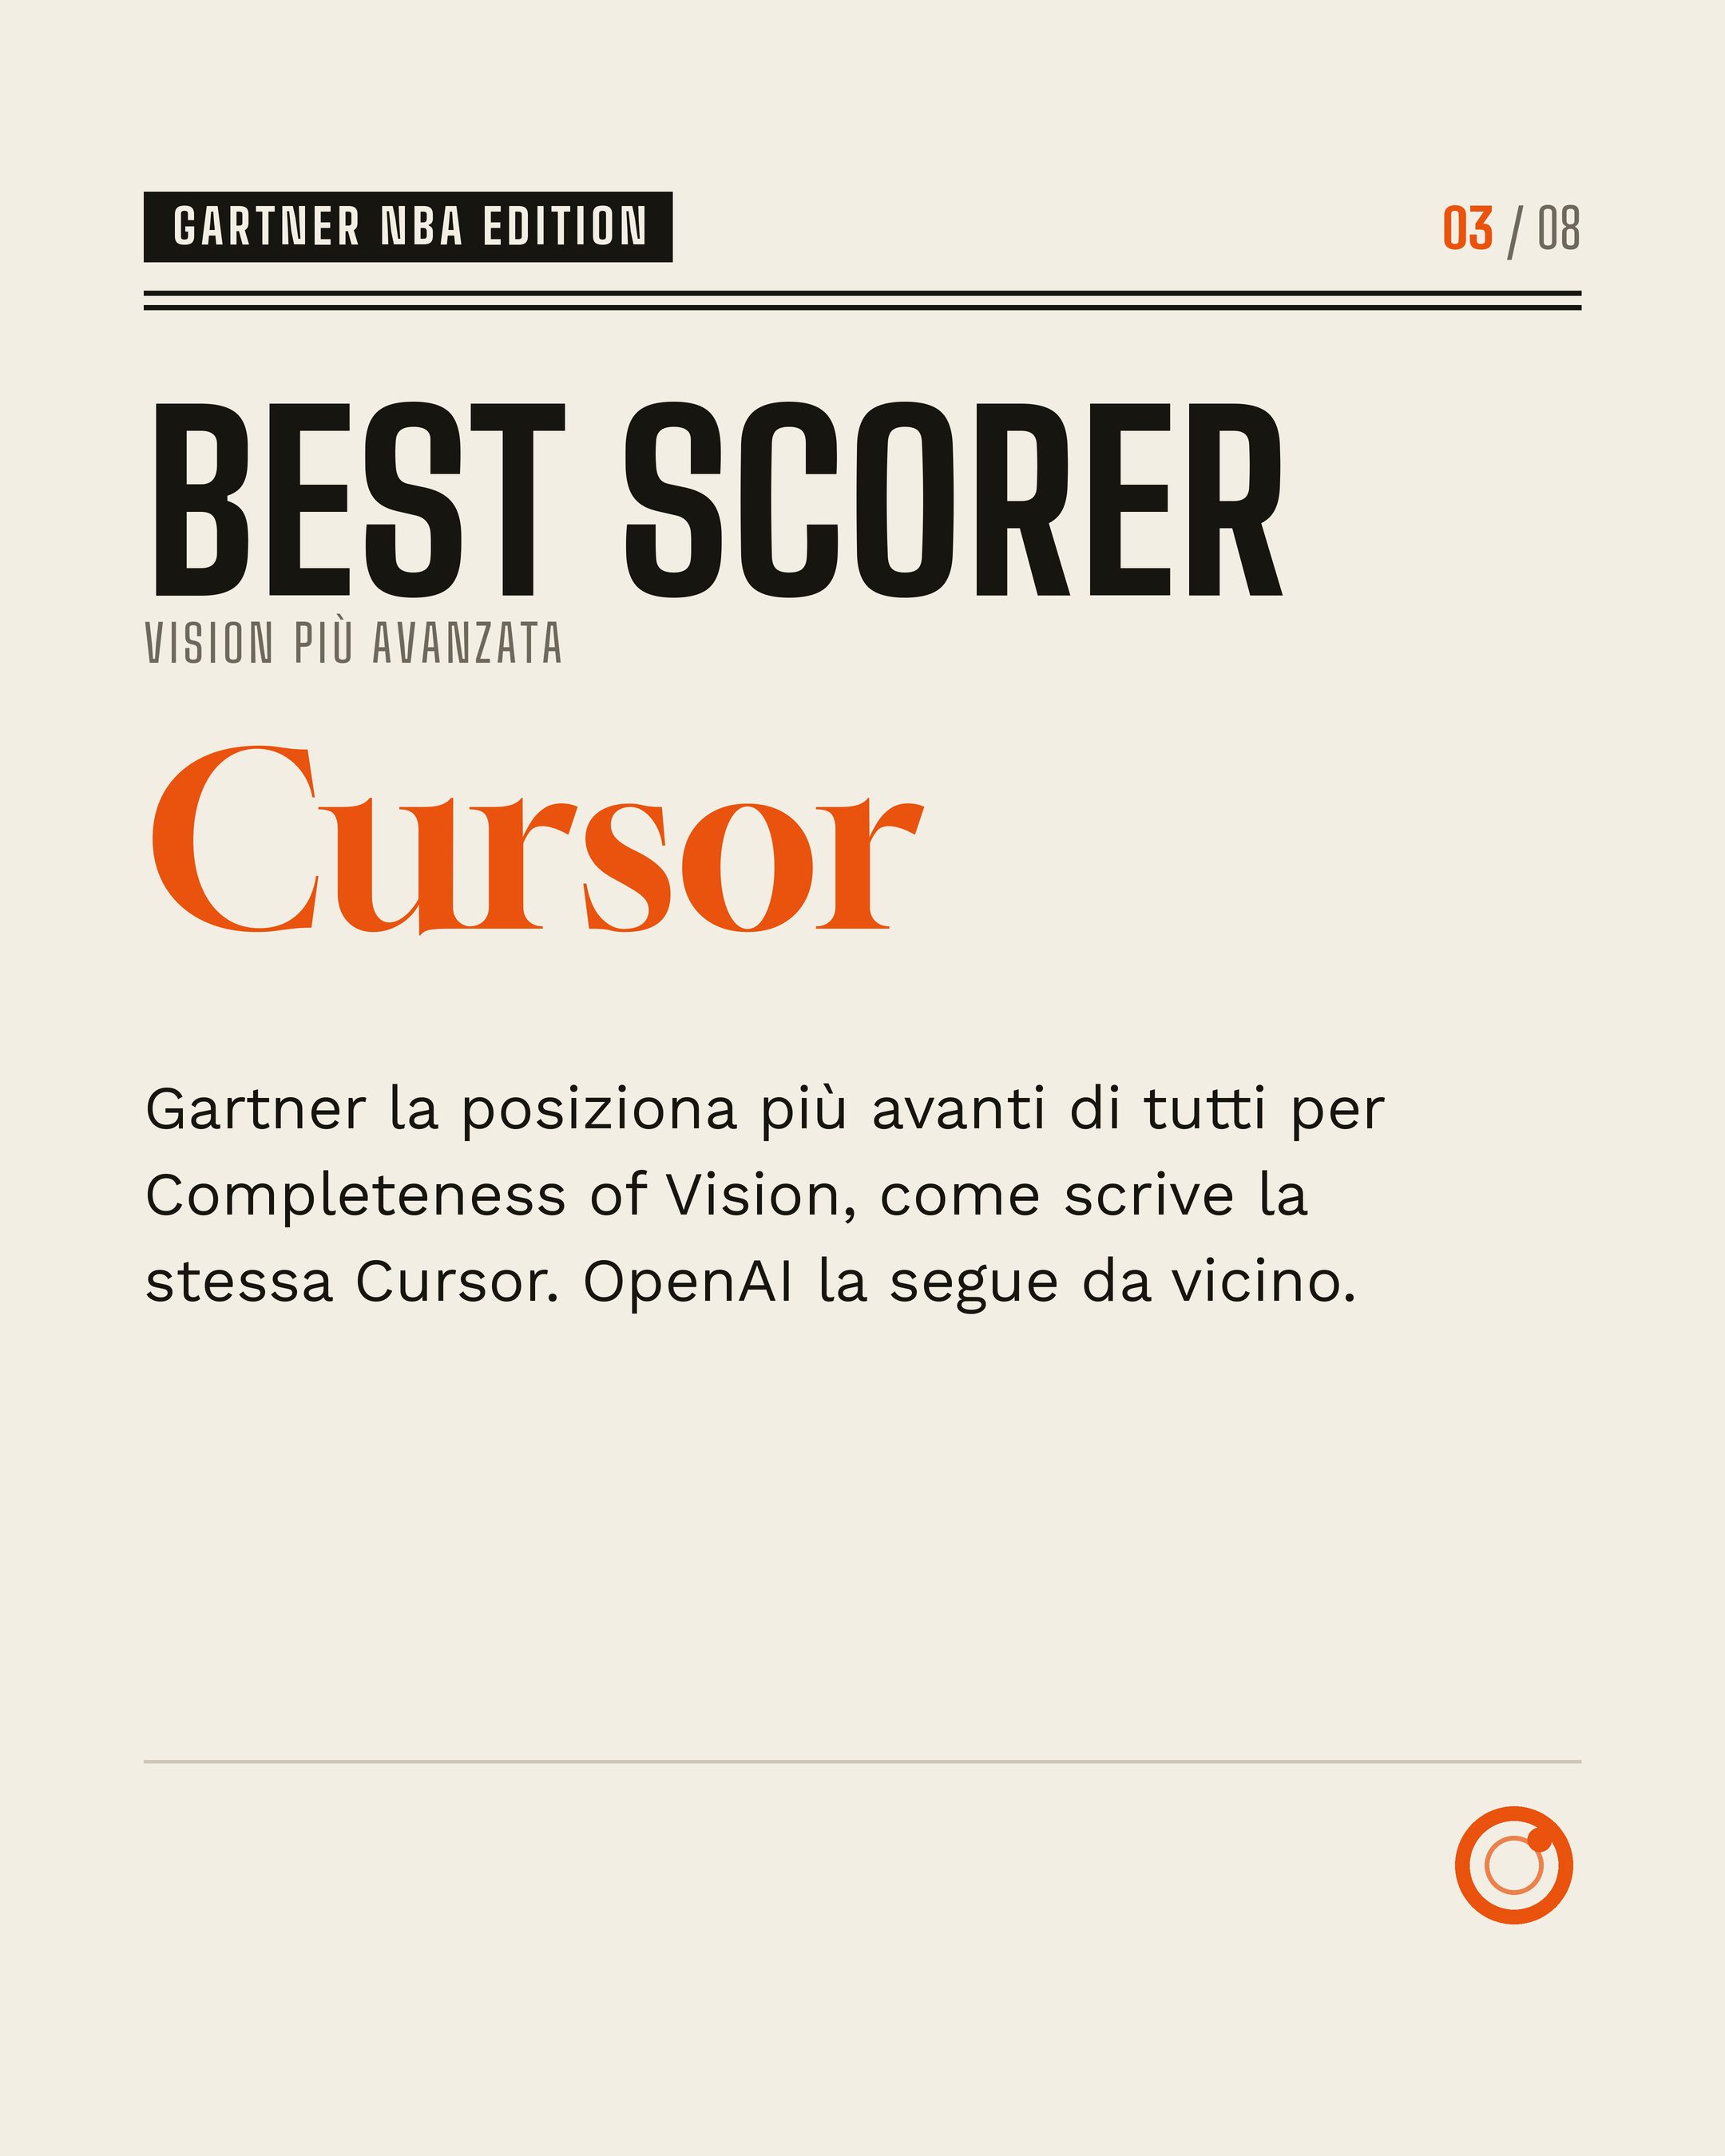 GARTNER NBA EDITION
03 / 08
BEST SCORER
VISION PIÙ AVANZATA
Cursor
Gartner la posiziona più avanti di tutti per
Completeness of Vision, come scrive la
stessa Cursor. OpenAI la segue da vicino.